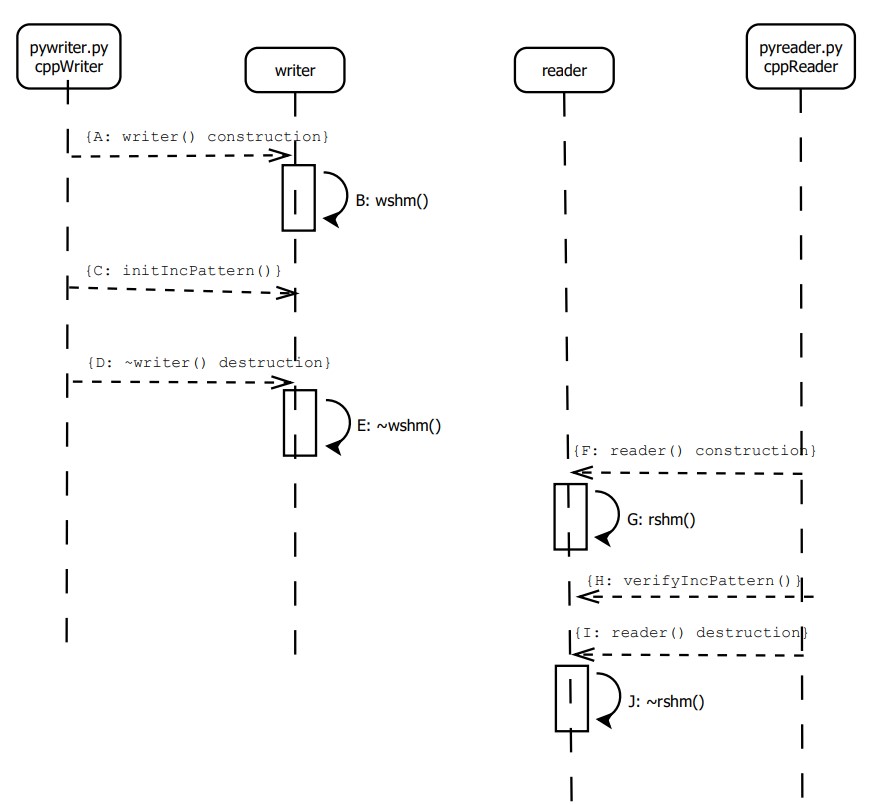 pywriter.py
cppWriter
writer
reader
pyreader.py
cppReader
{A: writer() construction}
B: wshm()
{C: initIncPattern()}
{D: ~writer() destruction}
E: ~wshm()
{F: reader() construction}
G: rshm()
{H: verifyIncPattern()}
{I: reader() destruction}
J: ~rshm()